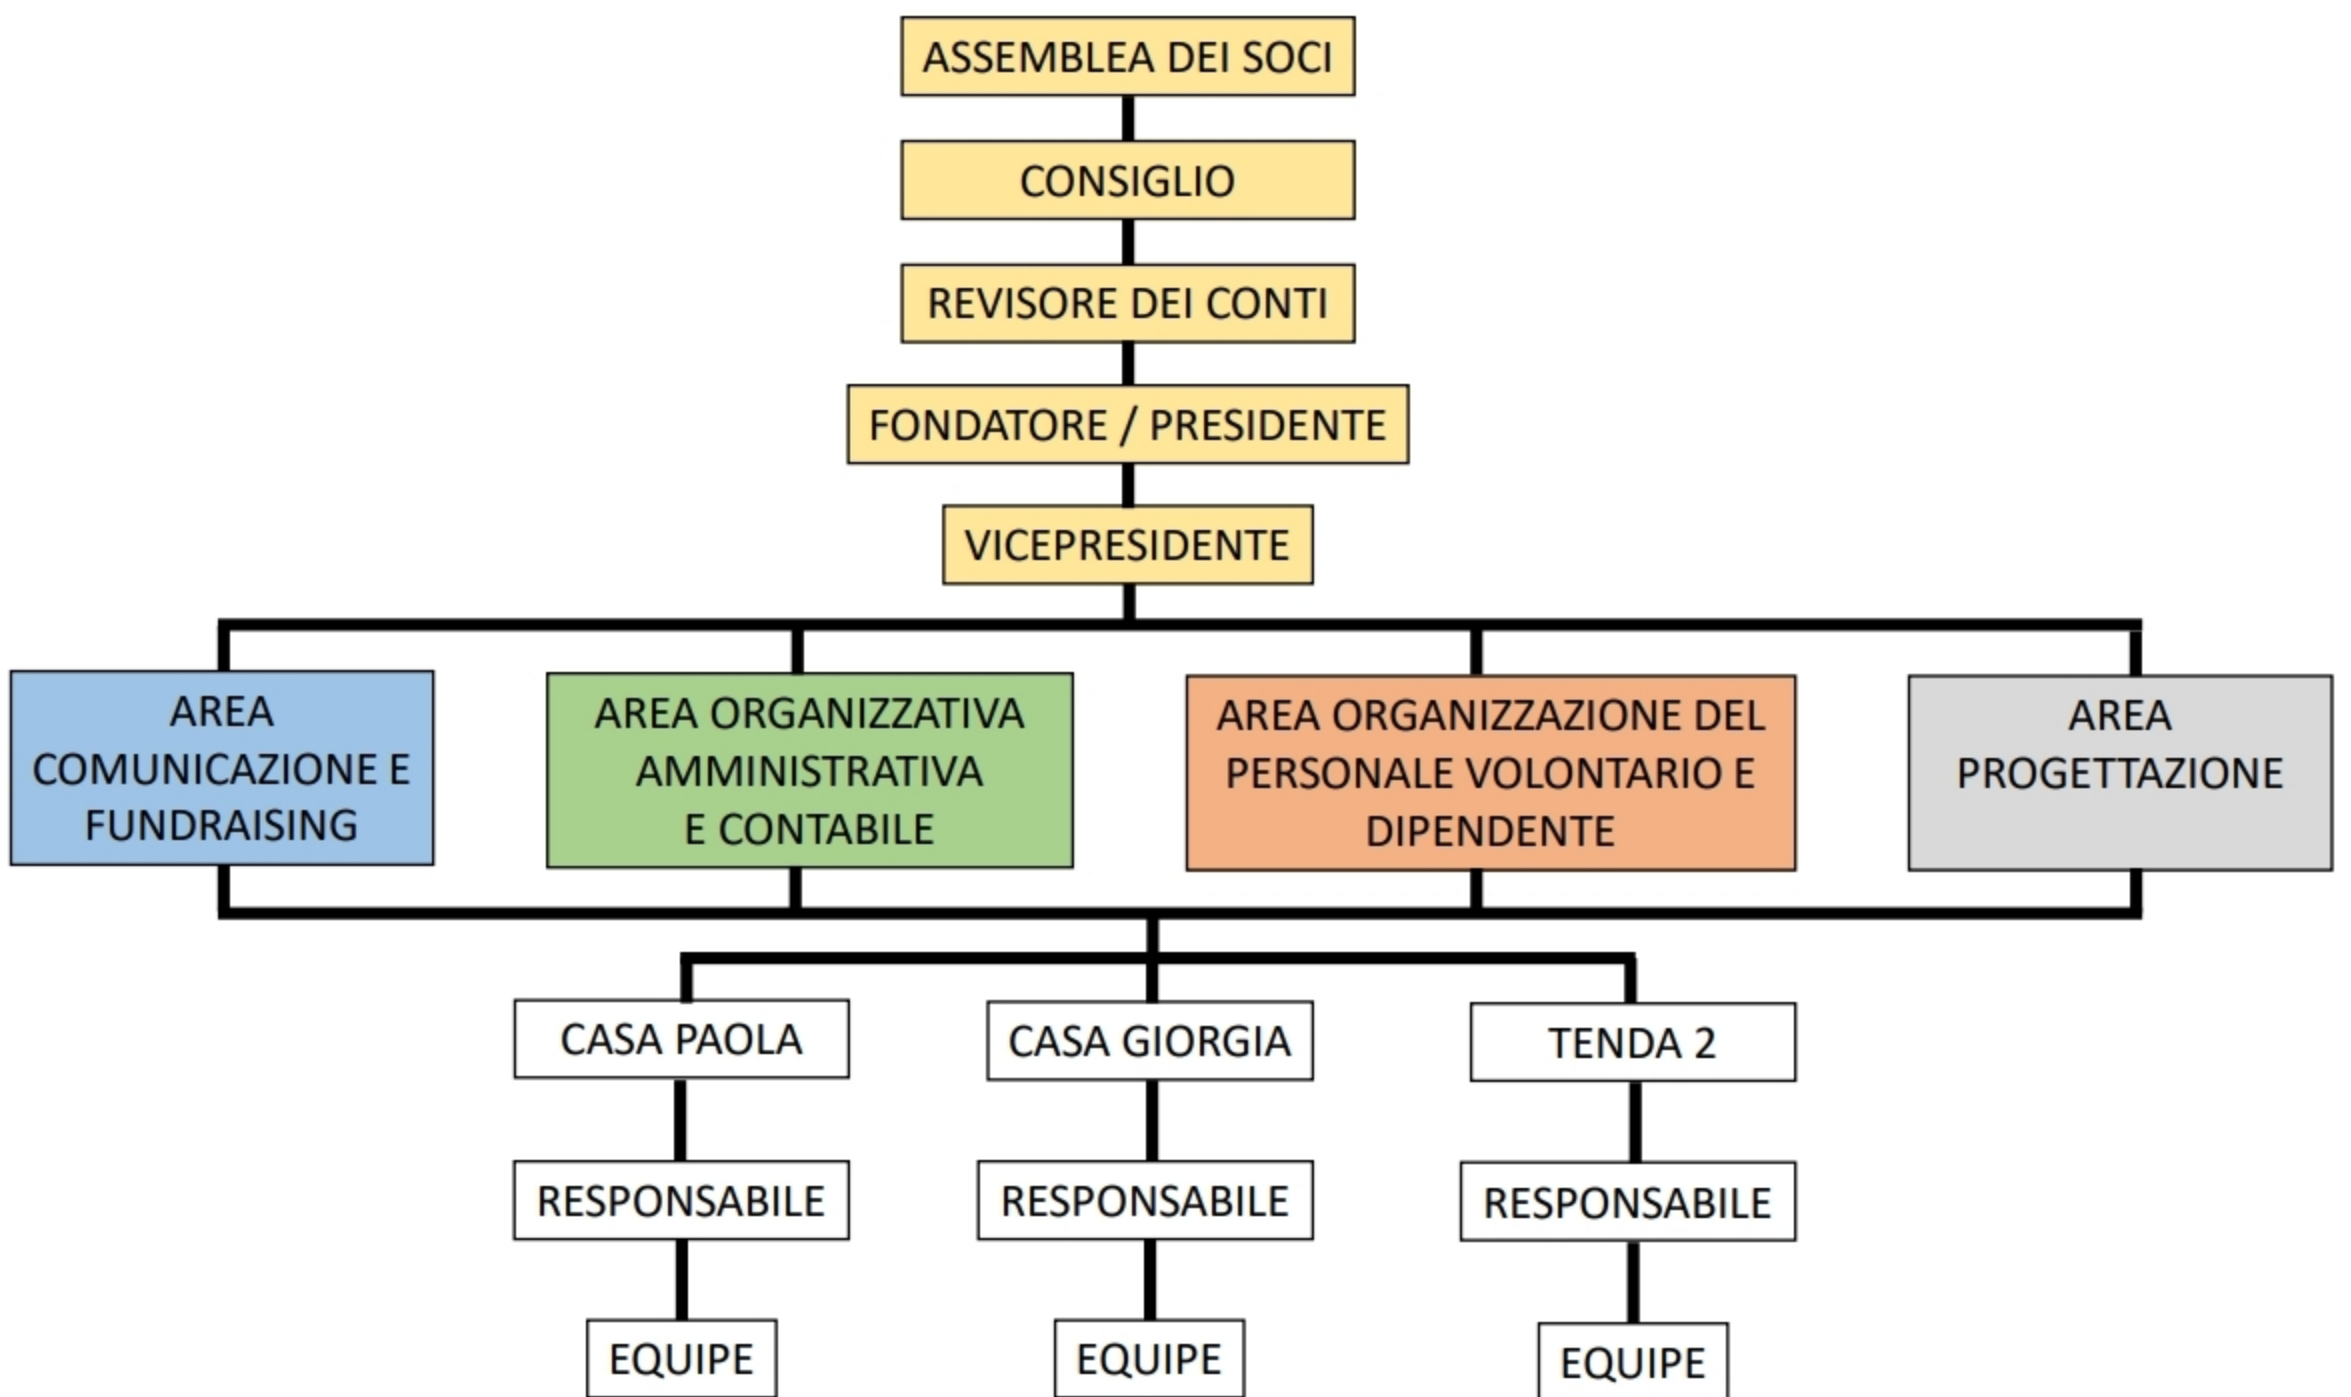 ASSEMBLEA DEI SOCI
CONSIGLIO
REVISORE DEI CONTI
FONDATORE / PRESIDENTE
VICEPRESIDENTE
AREA
COMUNICAZIONE E
FUNDRAISING
AREA ORGANIZZATIVA
AMMINISTRATIVA
E CONTABILE
AREA ORGANIZZAZIONE DEL
PERSONALE VOLONTARIO E
DIPENDENTE
AREA
PROGETTAZIONE
CASA PAOLA
CASA GIORGIA
TENDA 2
RESPONSABILE
RESPONSABILE
RESPONSABILE
EQUIPE
EQUIPE
EQUIPE